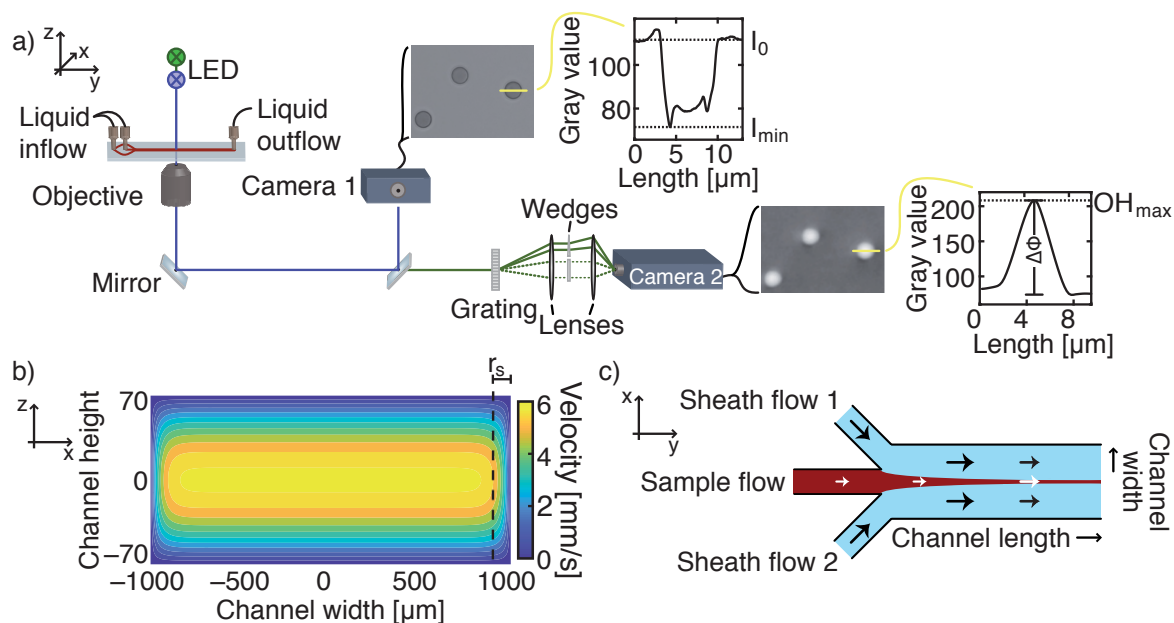 a)
z
x
y
LED
Liquid
inflow
Liquid
outflow
Objective
Camera 1
Mirror
Gray value
100
80
I0
Imin
0 5 10
Length [μm]
Wedges
Grating
Lenses
Camera 2
Gray value
200
150
100
OHmax
ΔΦ
0 5
Length [μm]
b)
z
x
rs
Channel height
70
0
−70
−1000 −500 0 500 1000
Channel width [μm]
6
4
2
0
Velocity [mm/s]
c)
x
y
Sheath flow 1
Sample flow
Sheath flow 2
Channel length
Channel
width